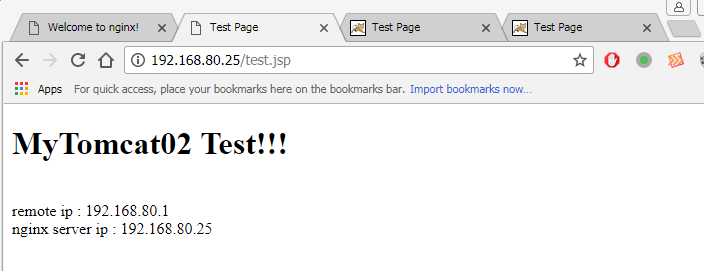 Welcome to nginx!
Test Page
Test Page
Test Page
192.168.80.25/test.jsp
Apps
For quick access, place your bookmarks here on the bookmarks bar. Import bookmarks now...
MyTomcat02 Test!!!
remote ip : 192.168.80.1
nginx server ip : 192.168.80.25